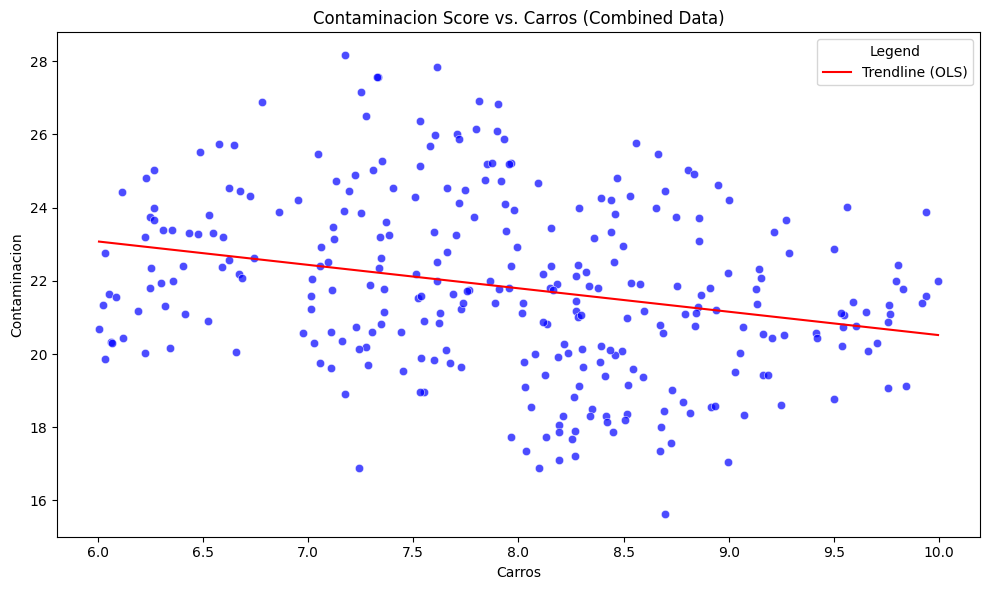 Contaminacion Score vs. Carros (Combined Data)
Legend
Trendline (OLS)
Contaminacion
28
26
24
22
20
18
16
6.0 6.5 7.0 7.5 8.0 8.5 9.0 9.5 10.0
Carros